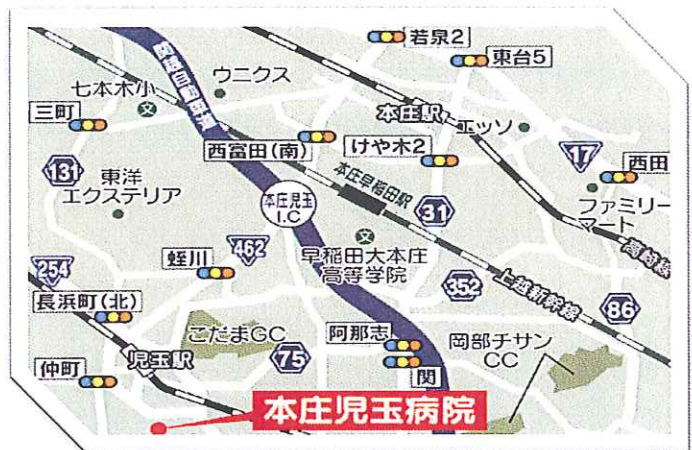 若泉2
東台5
関越自動車道
ウニクス
七本木小
文
本庄駅
エッソ
三町
西富田(南)
けや木2
17
西田
131
東洋
エクステリア
本庄児玉
I.C
本庄早稲田駅
31
ファミリー
マート
文
早稲田大本庄
高等学院
高崎線
462
蛭川
254
352
上越新幹線
86
長浜町(北)
こだまGC
75
阿那志
岡部チサン
CC
児玉駅
仲町
関
本庄児玉病院